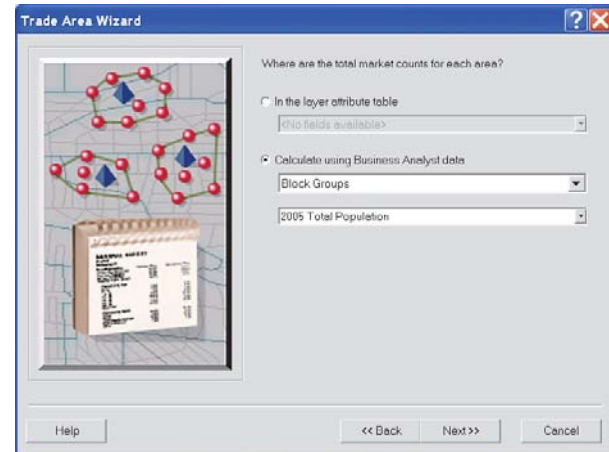 Trade Area Wizard
Where are the total market counts for each area?
In the layer attribute table
<No fields available>
Calculate using Business Analyst data
Block Groups
2005 Total Population
Help
<< Back
Next >>
Cancel